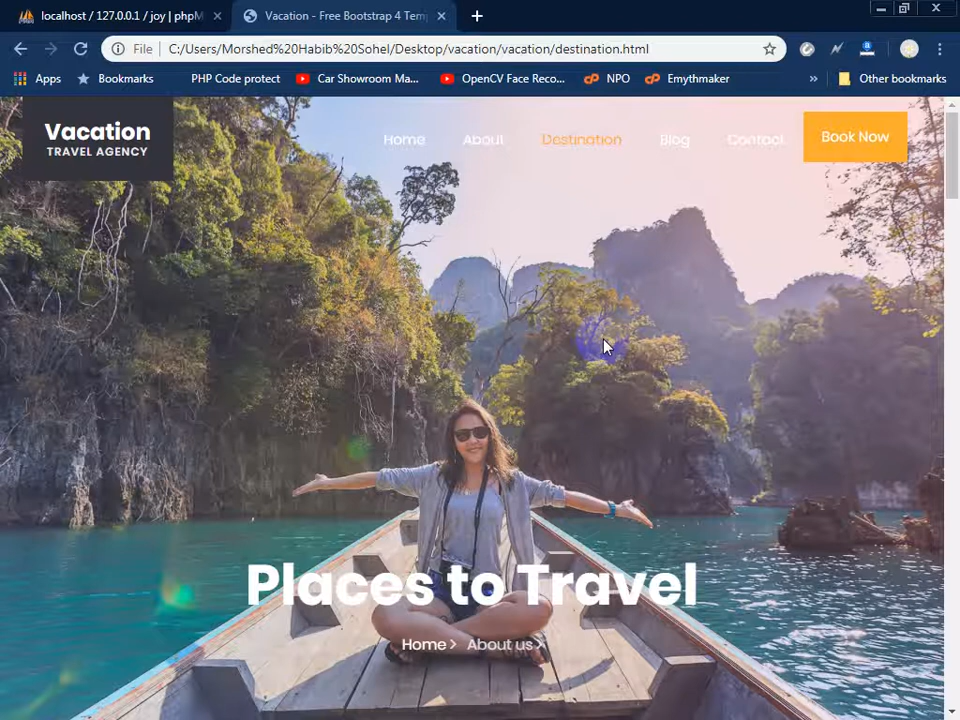 localhost / 127.0.0.1 / joy | phpM
Vacation - Free Bootstrap 4 Temp
File
C:/Users/Morshed%20Habib%20Sohel/Desktop/vacation/vacation/destination.html
Apps
Bookmarks
PHP Code protect
Car Showroom Ma...
OpenCV Face Reco...
NPO
Emythmaker
»
Other bookmarks
Vacation
TRAVEL AGENCY
Home
About
Destination
Blog
Contact
Book Now
Places to Travel
Home > About us >